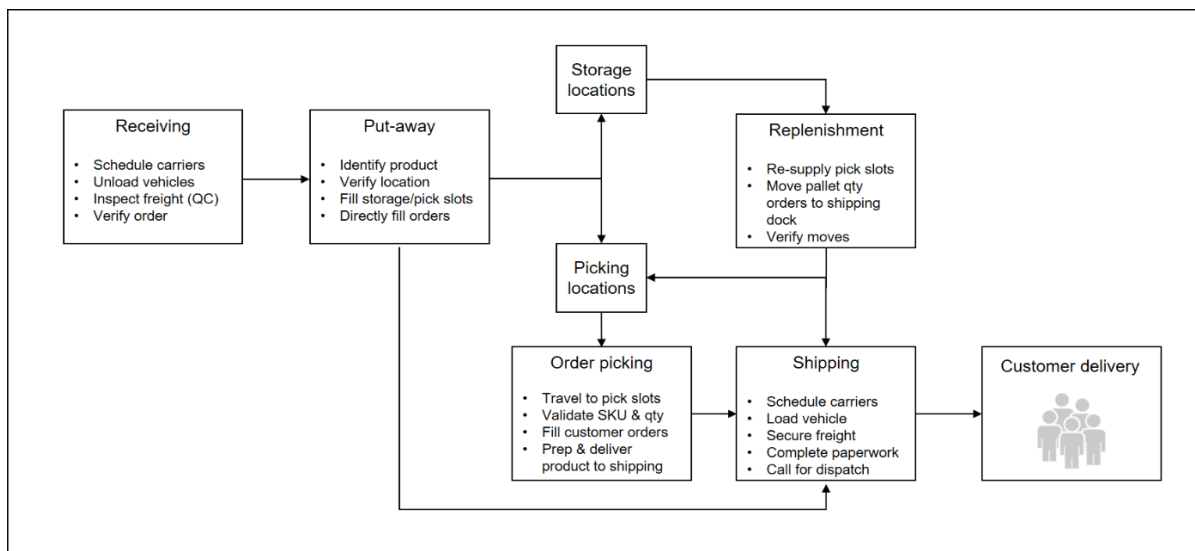 Storage
locations
Receiving
• Schedule carriers
• Unload vehicles
• Inspect freight (QC)
• Verify order
Put-away
• Identify product
• Verify location
• Fill storage/pick slots
• Directly fill orders
Replenishment
• Re-supply pick slots
• Move pallet qty
orders to shipping
dock
• Verify moves
Picking
locations
Order picking
• Travel to pick slots
• Validate SKU & qty
• Fill customer orders
• Prep & deliver
product to shipping
Shipping
• Schedule carriers
• Load vehicle
• Secure freight
• Complete paperwork
• Call for dispatch
Customer delivery